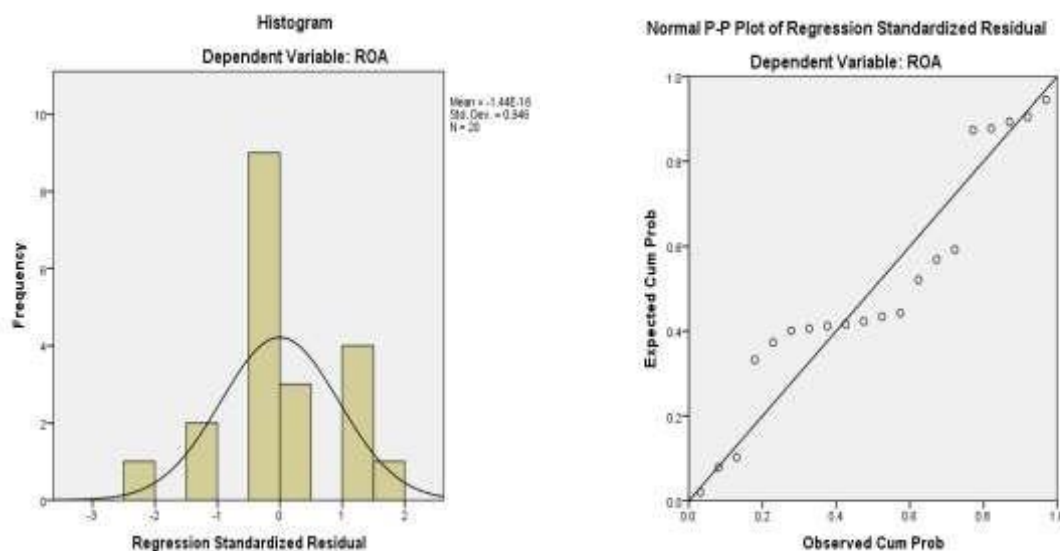 Histogram
Dependent Variable: ROA
Mean = -1.44E-16
Std. Dev. = 0.946
N = 20
10
8
6
4
2
0
-3 -2 -1 0 1 2
Frequency
Regression Standardized Residual
Normal P-P Plot of Regression Standardized Residual
Dependent Variable: ROA
1.0
0.8
0.6
0.4
0.2
0.0
0.0 0.2 0.4 0.6 0.8 1.0
Expected Cum Prob
Observed Cum Prob